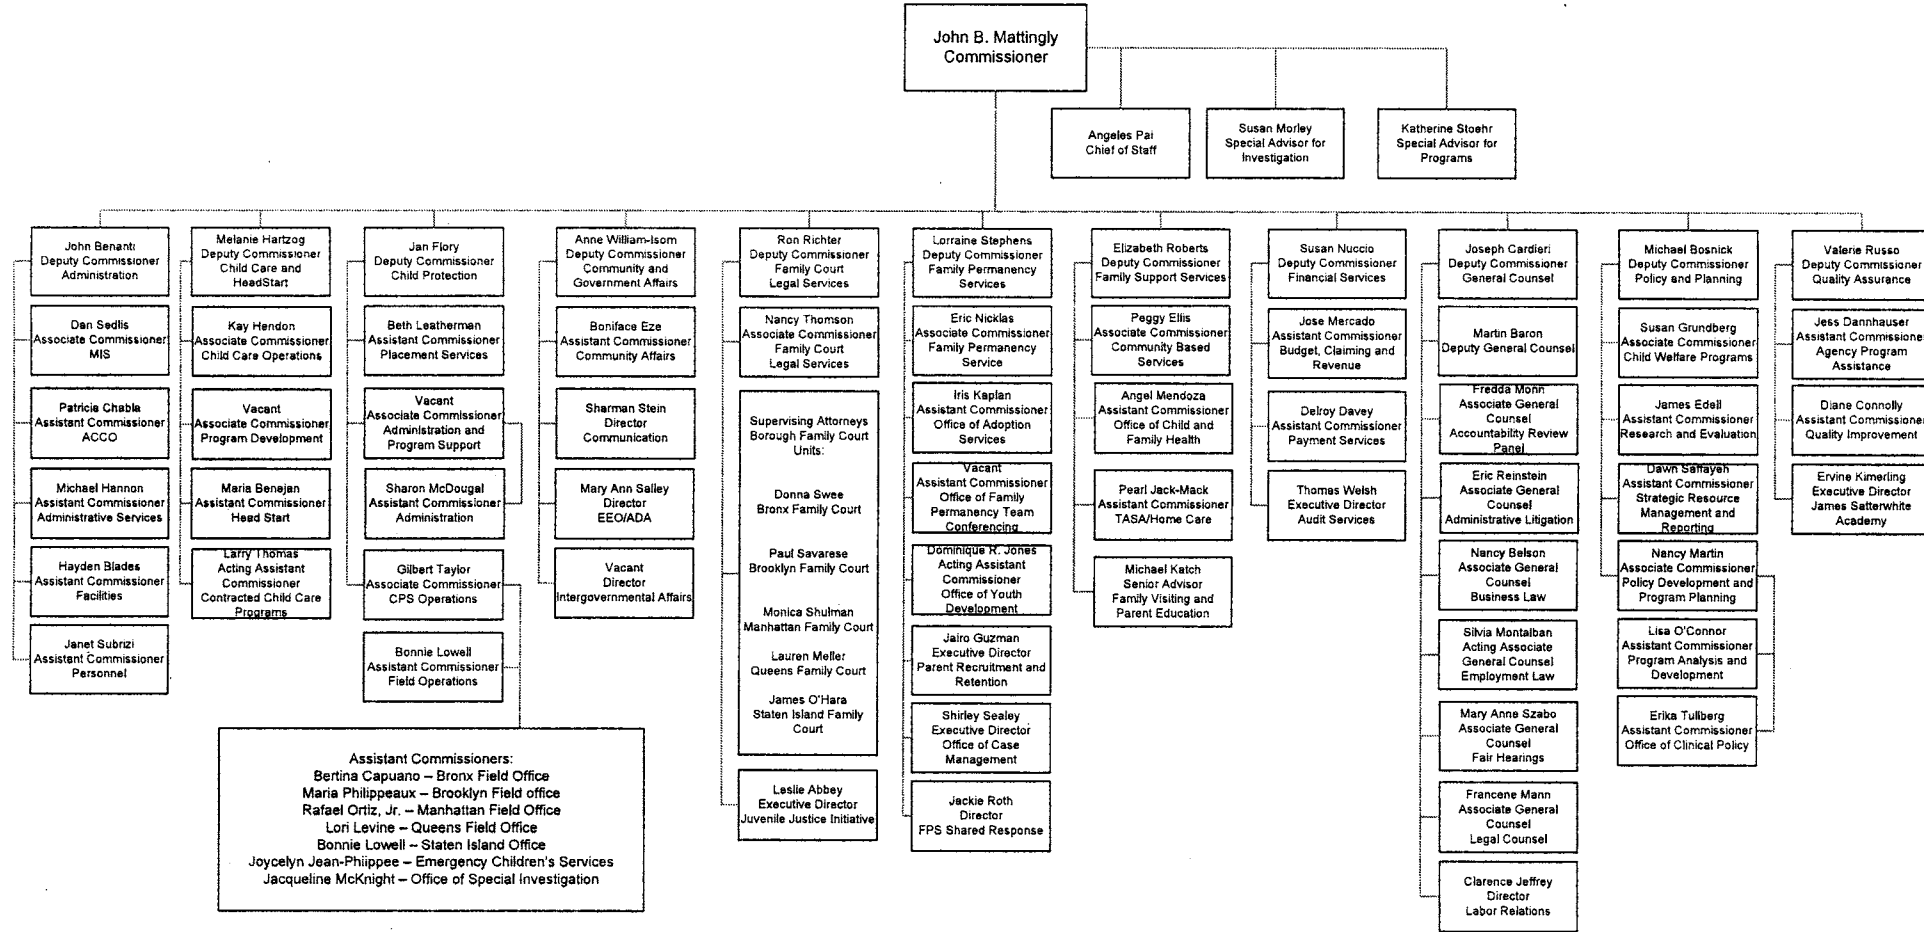 John B. Mattingly
Commissioner
Angeles Pai
Chief of Staff
Susan Morley
Special Advisor for
Investigation
Katherine Stoehr
Special Advisor for
Programs
John Benanti
Deputy Commissioner
Administration
Dan Sedlis
Associate Commissioner
MIS
Patricia Chabla
Assistant Commissioner
ACCO
Michael Hannon
Assistant Commissioner
Administrative Services
Hayden Blades
Assistant Commissioner
Facilities
Janet Subrizi
Assistant Commissioner
Personnel
Melanie Hartzog
Deputy Commissioner
Child Care and
HeadStart
Kay Hendon
Associate Commissioner
Child Care Operations
Vacant
Associate Commissioner
Program Development
Maria Benejan
Assistant Commissioner
Head Start
Larry Thomas
Acting Assistant
Commissioner
Contracted Child Care
Programs
Jan Flory
Deputy Commissioner
Child Protection
Beth Leatherman
Assistant Commissioner
Placement Services
Vacant
Associate Commissioner
Administration and
Program Support
Sharon McDougal
Assistant Commissioner
Administration
Gilbert Taylor
Associate Commissioner
CPS Operations
Bonnie Lowell
Assistant Commissioner
Field Operations
Assistant Commissioners:
Bertina Capuano – Bronx Field Office
Maria Philippeaux – Brooklyn Field office
Rafael Ortiz, Jr. – Manhattan Field Office
Lori Levine – Queens Field Office
Bonnie Lowell – Staten Island Office
Joycelyn Jean-Phiippee – Emergency Children's Services
Jacqueline McKnight – Office of Special Investigation
Anne William-Isom
Deputy Commissioner
Community and
Government Affairs
Boniface Eze
Assistant Commissioner
Community Affairs
Sharman Stein
Director
Communication
Mary Ann Salley
Director
EEO/ADA
Vacant
Director
Intergovernmental Affairs
Ron Richter
Deputy Commissioner
Family Court
Legal Services
Nancy Thomson
Associate Commissioner
Family Court
Legal Services
Supervising Attorneys
Borough Family Court
Units:
Donna Swee
Bronx Family Court
Paul Savarese
Brooklyn Family Court
Monica Shulman
Manhattan Family Court
Lauren Meller
Queens Family Court
James O'Hara
Staten Island Family
Court
Leslie Abbey
Executive Director
Juvenile Justice Initiative
Lorraine Stephens
Deputy Commissioner
Family Permanency
Services
Eric Nicklas
Associate Commissioner
Family Permanency
Service
Iris Kaplan
Assistant Commissioner
Office of Adoption
Services
Vacant
Assistant Commissioner
Office of Family
Permanency Team
Conferencing
Dominique R. Jones
Acting Assistant
Commissioner
Office of Youth
Development
Jairo Guzman
Executive Director
Parent Recruitment and
Retention
Shirley Sealey
Executive Director
Office of Case
Management
Jackie Roth
Director
FPS Shared Response
Elizabeth Roberts
Deputy Commissioner
Family Support Services
Peggy Ellis
Associate Commissioner
Community Based
Services
Angel Mendoza
Assistant Commissioner
Office of Child and
Family Health
Pearl Jack-Mack
Assistant Commissioner
TASA/Home Care
Michael Katch
Senior Advisor
Family Visiting and
Parent Education
Susan Nuccio
Deputy Commissioner
Financial Services
Jose Mercado
Assistant Commissioner
Budget, Claiming and
Revenue
Delroy Davey
Assistant Commissioner
Payment Services
Thomas Welsh
Executive Director
Audit Services
Joseph Cardieri
Deputy Commissioner
General Counsel
Martin Baron
Deputy General Counsel
Fredda Monn
Associate General
Counsel
Accountability Review
Panel
Eric Reinstein
Associate General
Counsel
Administrative Litigation
Nancy Belson
Associate General
Counsel
Business Law
Silvia Montalban
Acting Associate
General Counsel
Employment Law
Mary Anne Szabo
Associate General
Counsel
Fair Hearings
Francene Mann
Associate General
Counsel
Legal Counsel
Clarence Jeffrey
Director
Labor Relations
Michael Bosnick
Deputy Commissioner
Policy and Planning
Susan Grundberg
Associate Commissioner
Child Welfare Programs
James Edell
Assistant Commissioner
Research and Evaluation
Dawn Saffayeh
Assistant Commissioner
Strategic Resource
Management and
Reporting
Nancy Martin
Associate Commissioner
Policy Development and
Program Planning
Lisa O'Connor
Assistant Commissioner
Program Analysis and
Development
Erika Tullberg
Assistant Commissioner
Office of Clinical Policy
Valerie Russo
Deputy Commissioner
Quality Assurance
Jess Dannhauser
Assistant Commissioner
Agency Program
Assistance
Diane Connolly
Assistant Commissioner
Quality Improvement
Ervine Kimerling
Executive Director
James Satterwhite
Academy